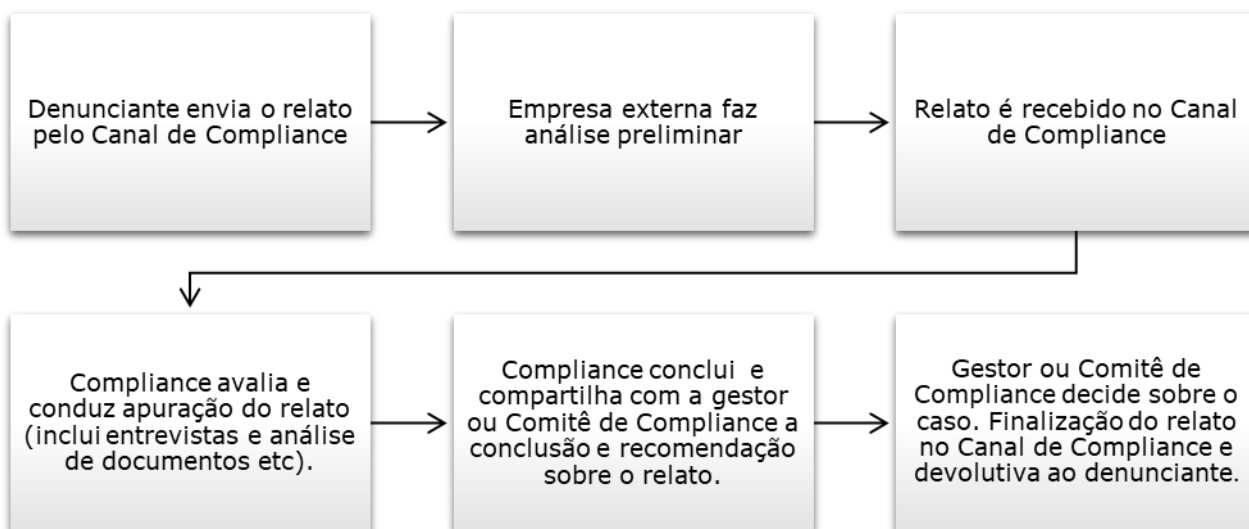 Denunciante envia o relato
pelo Canal de Compliance
Empresa externa faz
análise preliminar
Relato é recebido no Canal
de Compliance
Compliance avalia e
conduz apuração do relato
(inclui entrevistas e análise
de documentos etc).
Compliance conclui e
compartilha com a gestor
ou Comitê de Compliance a
conclusão e recomendação
sobre o relato.
Gestor ou Comitê de
Compliance decide sobre o
caso. Finalização do relato
no Canal de Compliance e
devolutiva ao denunciante.